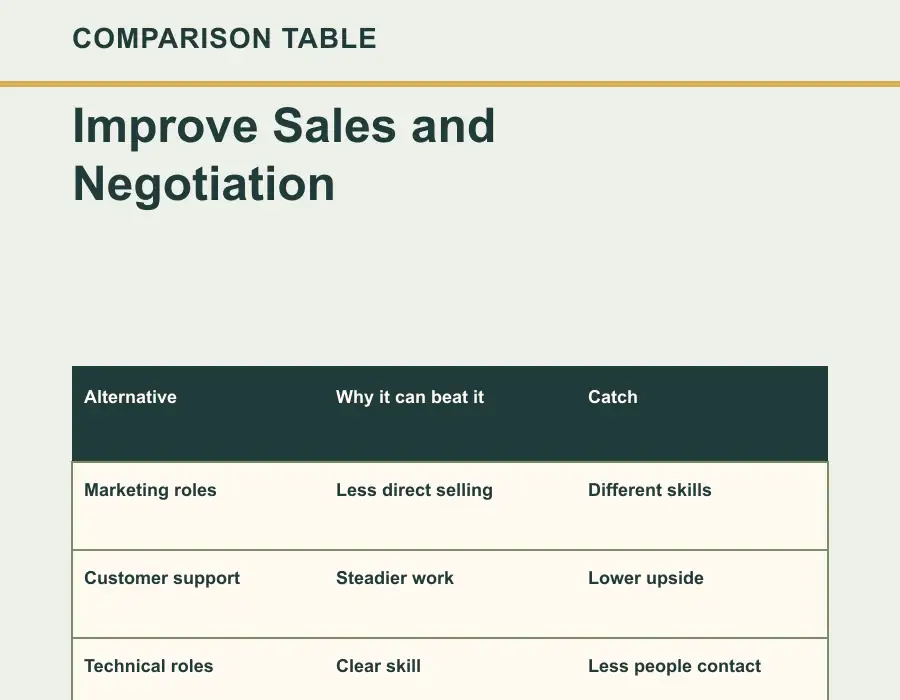 COMPARISON TABLE
Improve Sales and
Negotiation
Alternative Why it can beat it Catch
Marketing roles Less direct selling Different skills
Customer support Steadier work Lower upside
Technical roles Clear skill Less people contact